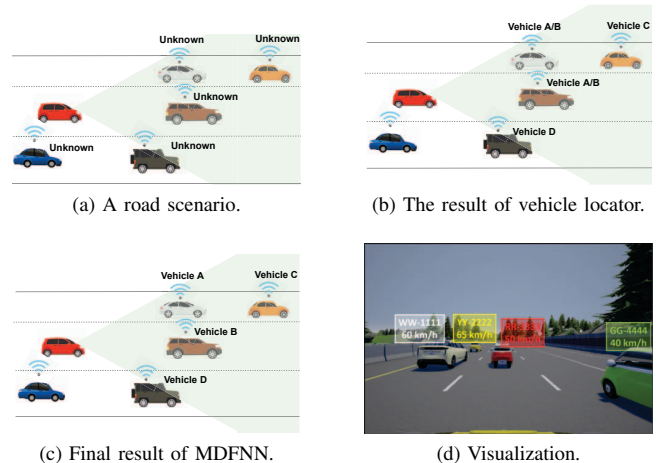 Unknown
Unknown
Unknown
Unknown
Unknown
(a) A road scenario.
Vehicle A/B
Vehicle C
Vehicle A/B
Vehicle D
(b) The result of vehicle locator.
Vehicle A
Vehicle C
Vehicle B
Vehicle D
(c) Final result of MDFNN.
WW-1111
60 km/h
YY-2222
65 km/h
GG-4444
40 km/h
(d) Visualization.